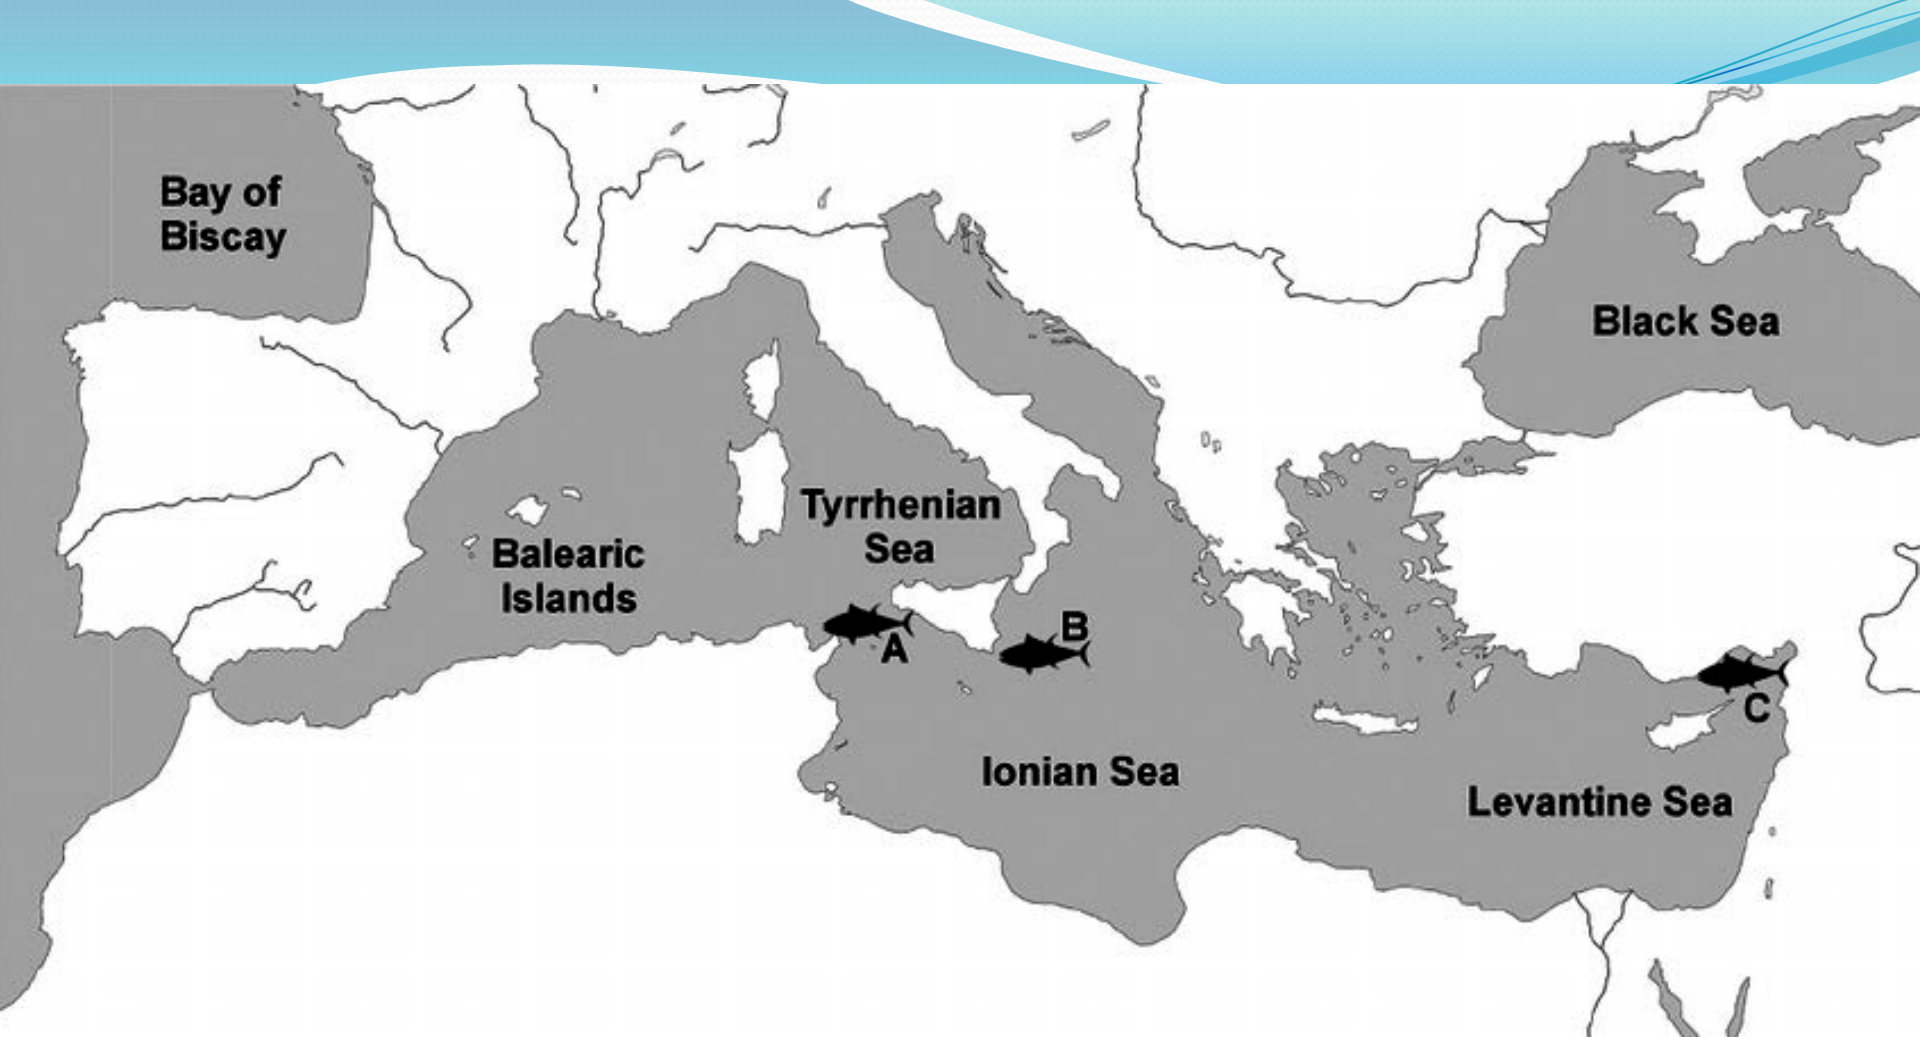 Bay of
Biscay
Black Sea
Tyrrhenian
Sea
Balearic
Islands
A
B
C
Ionian Sea
Levantine Sea